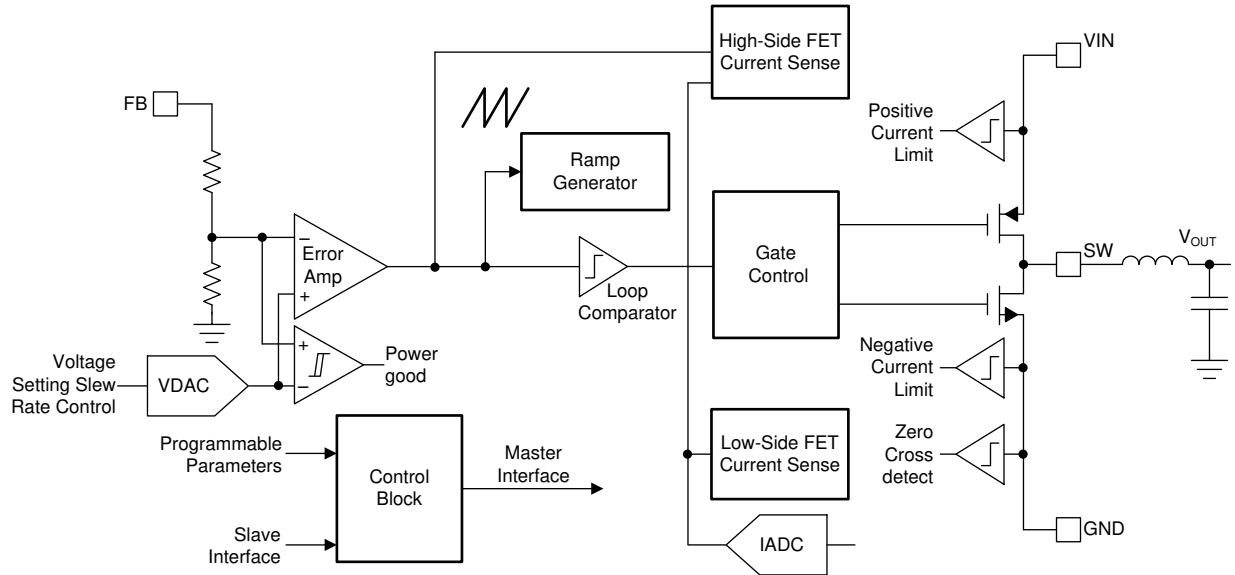 High-Side FET
Current Sense
VIN
FB
Positive
Current
Limit
Ramp
Generator
Error
Amp
−
+
Loop
Comparator
Gate
Control
SW
VOUT
+
−
Power
good
Voltage
Setting Slew
Rate Control
VDAC
Negative
Current
Limit
Programmable
Parameters
Control
Block
Master
Interface
Slave
Interface
Low-Side FET
Current Sense
Zero
Cross
detect
IADC
GND